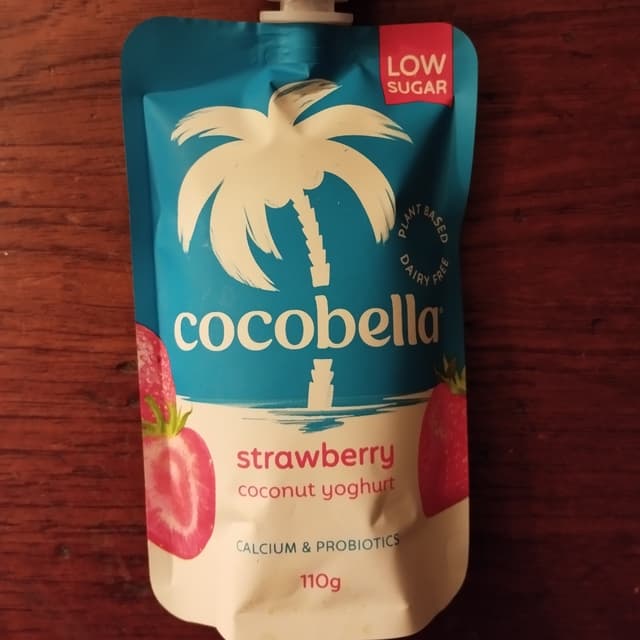 LOW
SUGAR
PLANT BASED
DAIRY FREE
cocobella
strawberry
coconut yoghurt
CALCIUM & PROBIOTICS
110g